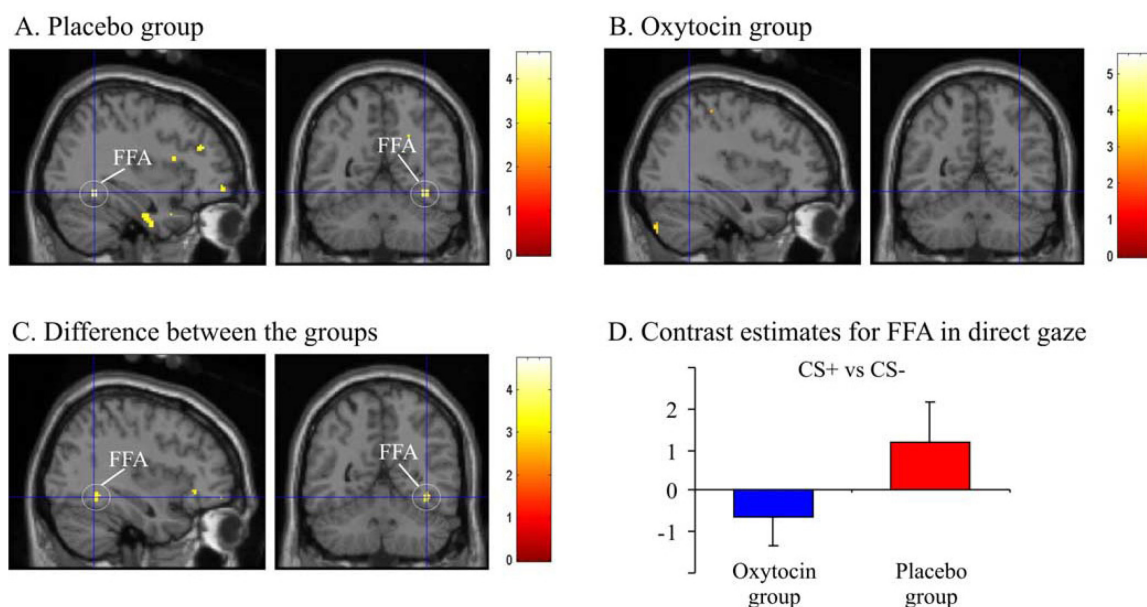 A. Placebo group
B. Oxytocin group
FFA
FFA
4
3
2
1
0
5
4
3
2
1
0
C. Difference between the groups
D. Contrast estimates for FFA in direct gaze
FFA
FFA
4
3
2
1
0
CS+ vs CS-
2
1
0
-1
Oxytocin
group
Placebo
group